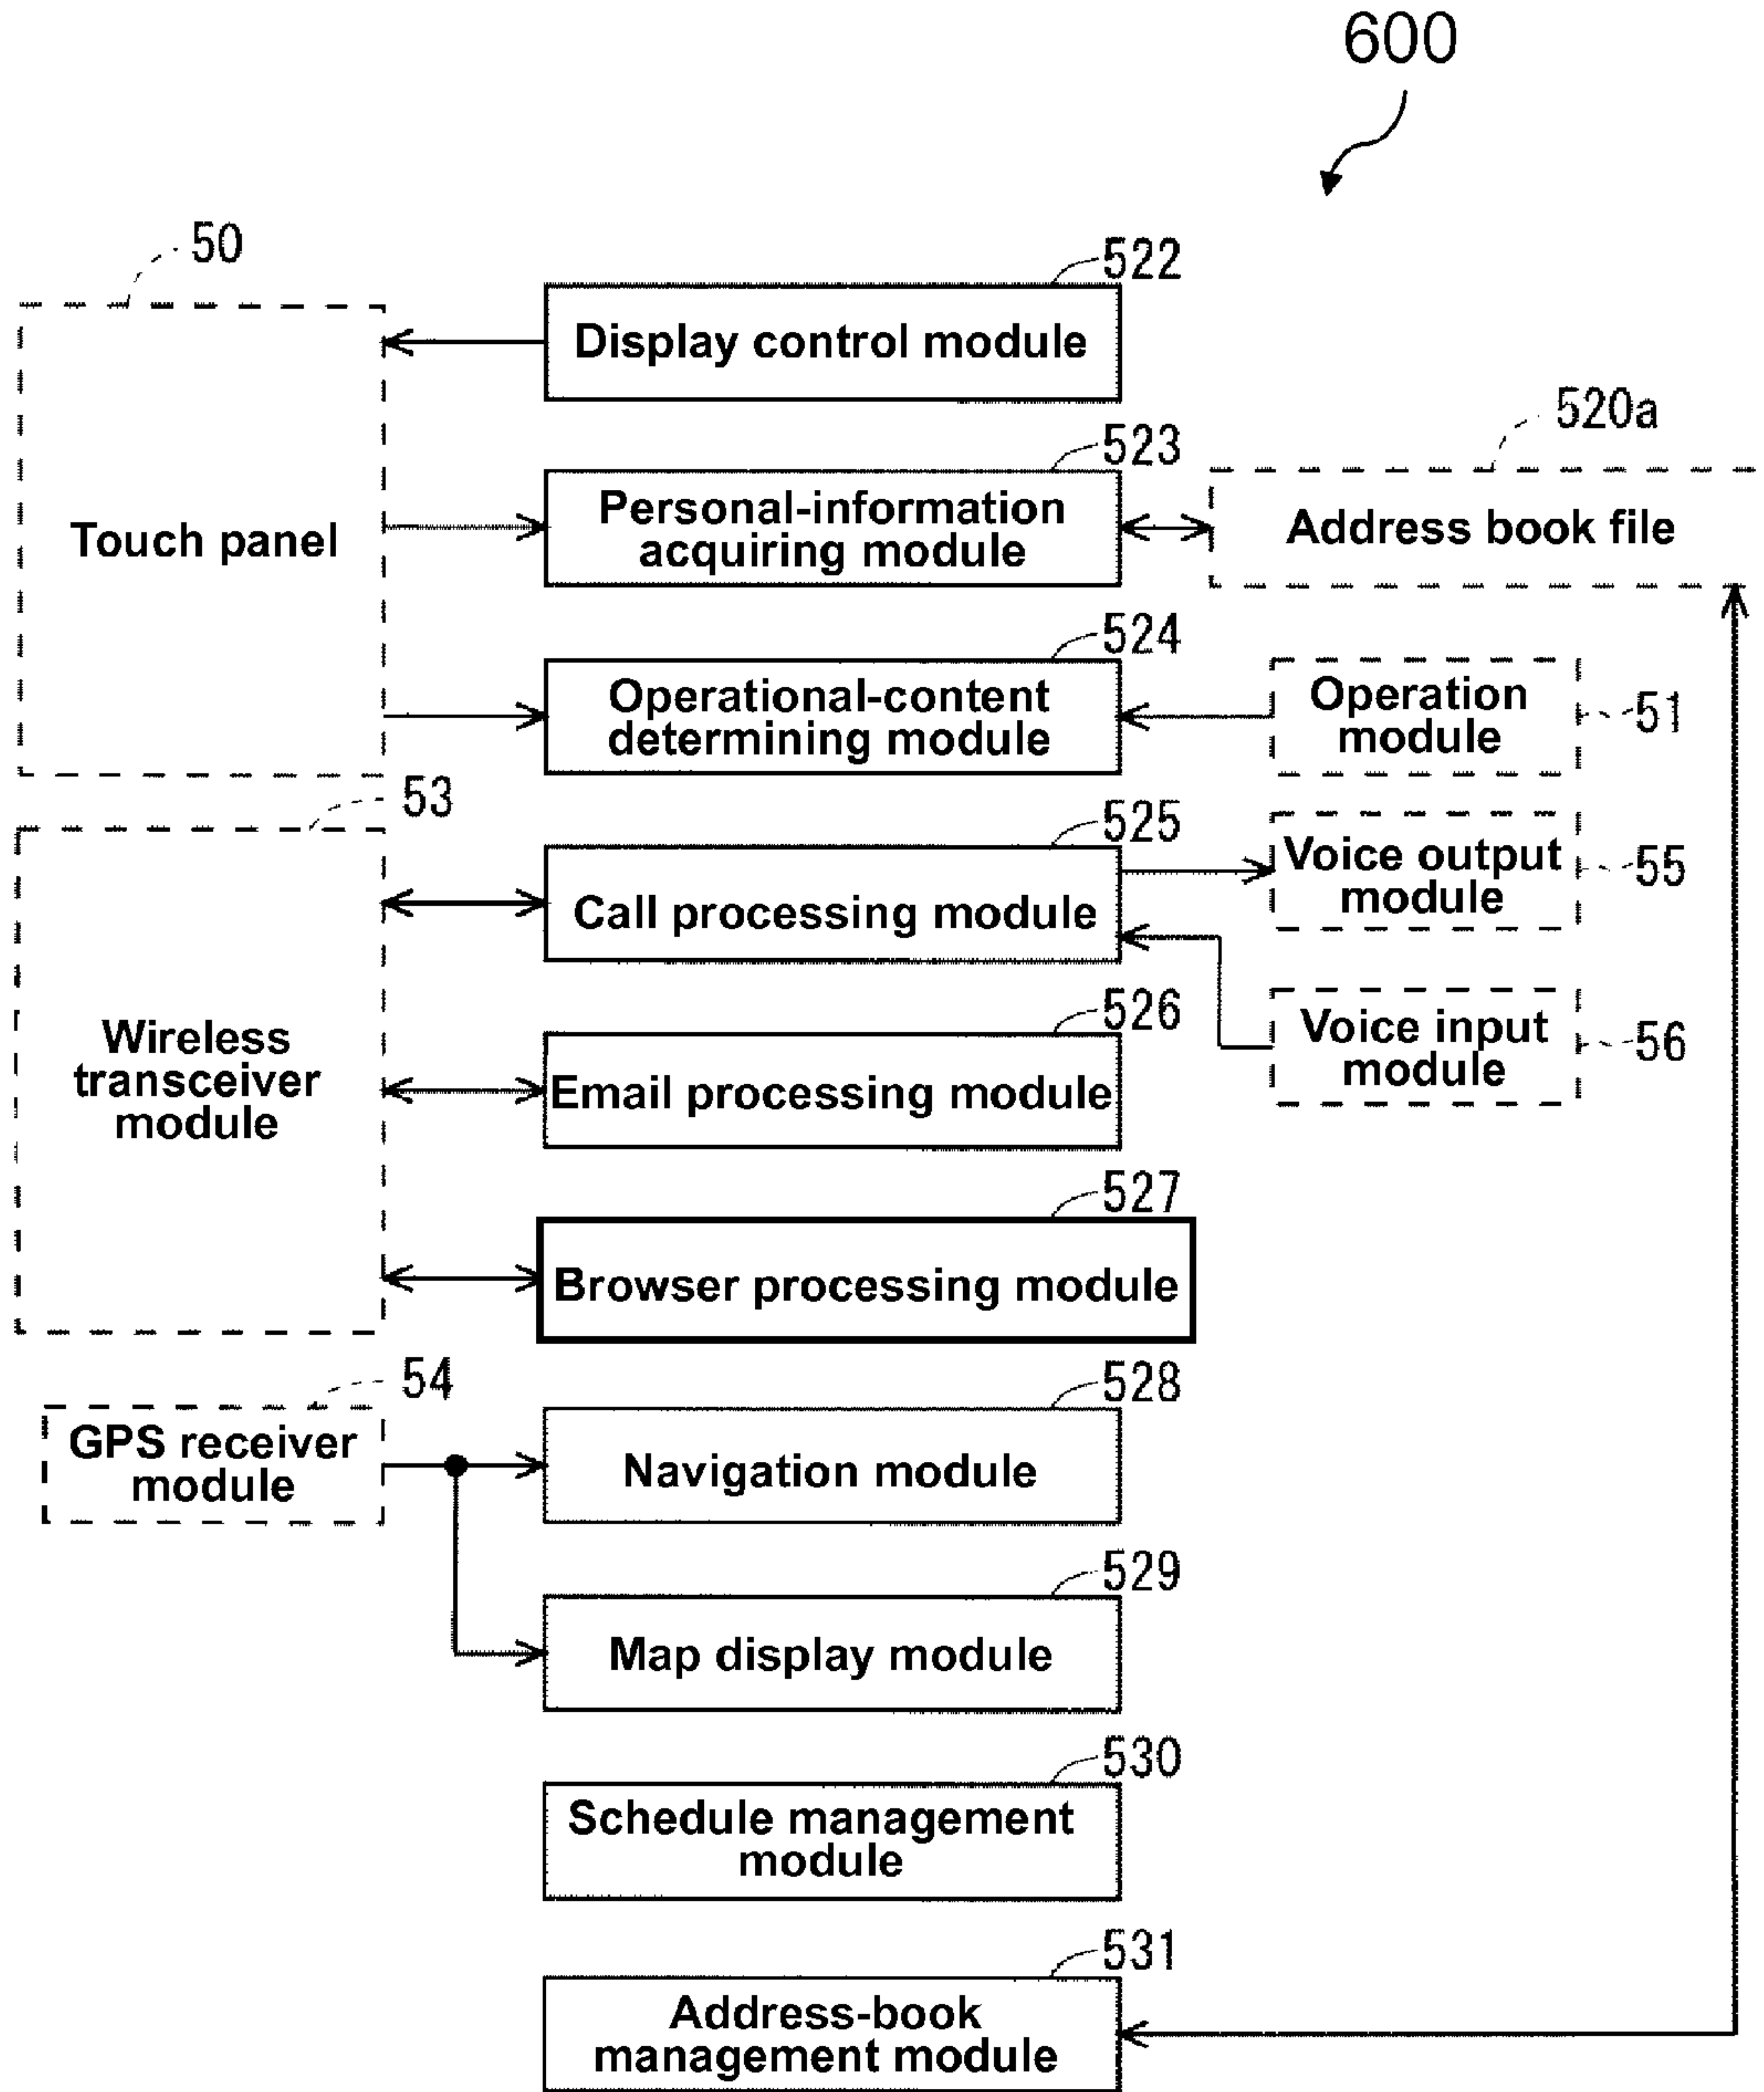 600
50
522
Display control module
523
520a
Touch panel
Personal-information
acquiring module
Address book file
524
Operational-content
determining module
Operation
module
51
53
525
Call processing module
Voice output
module
55
Wireless
transceiver
module
526
Email processing module
Voice input
module
56
527
Browser processing module
54
GPS receiver
module
528
Navigation module
529
Map display module
530
Schedule management
module
531
Address-book
management module